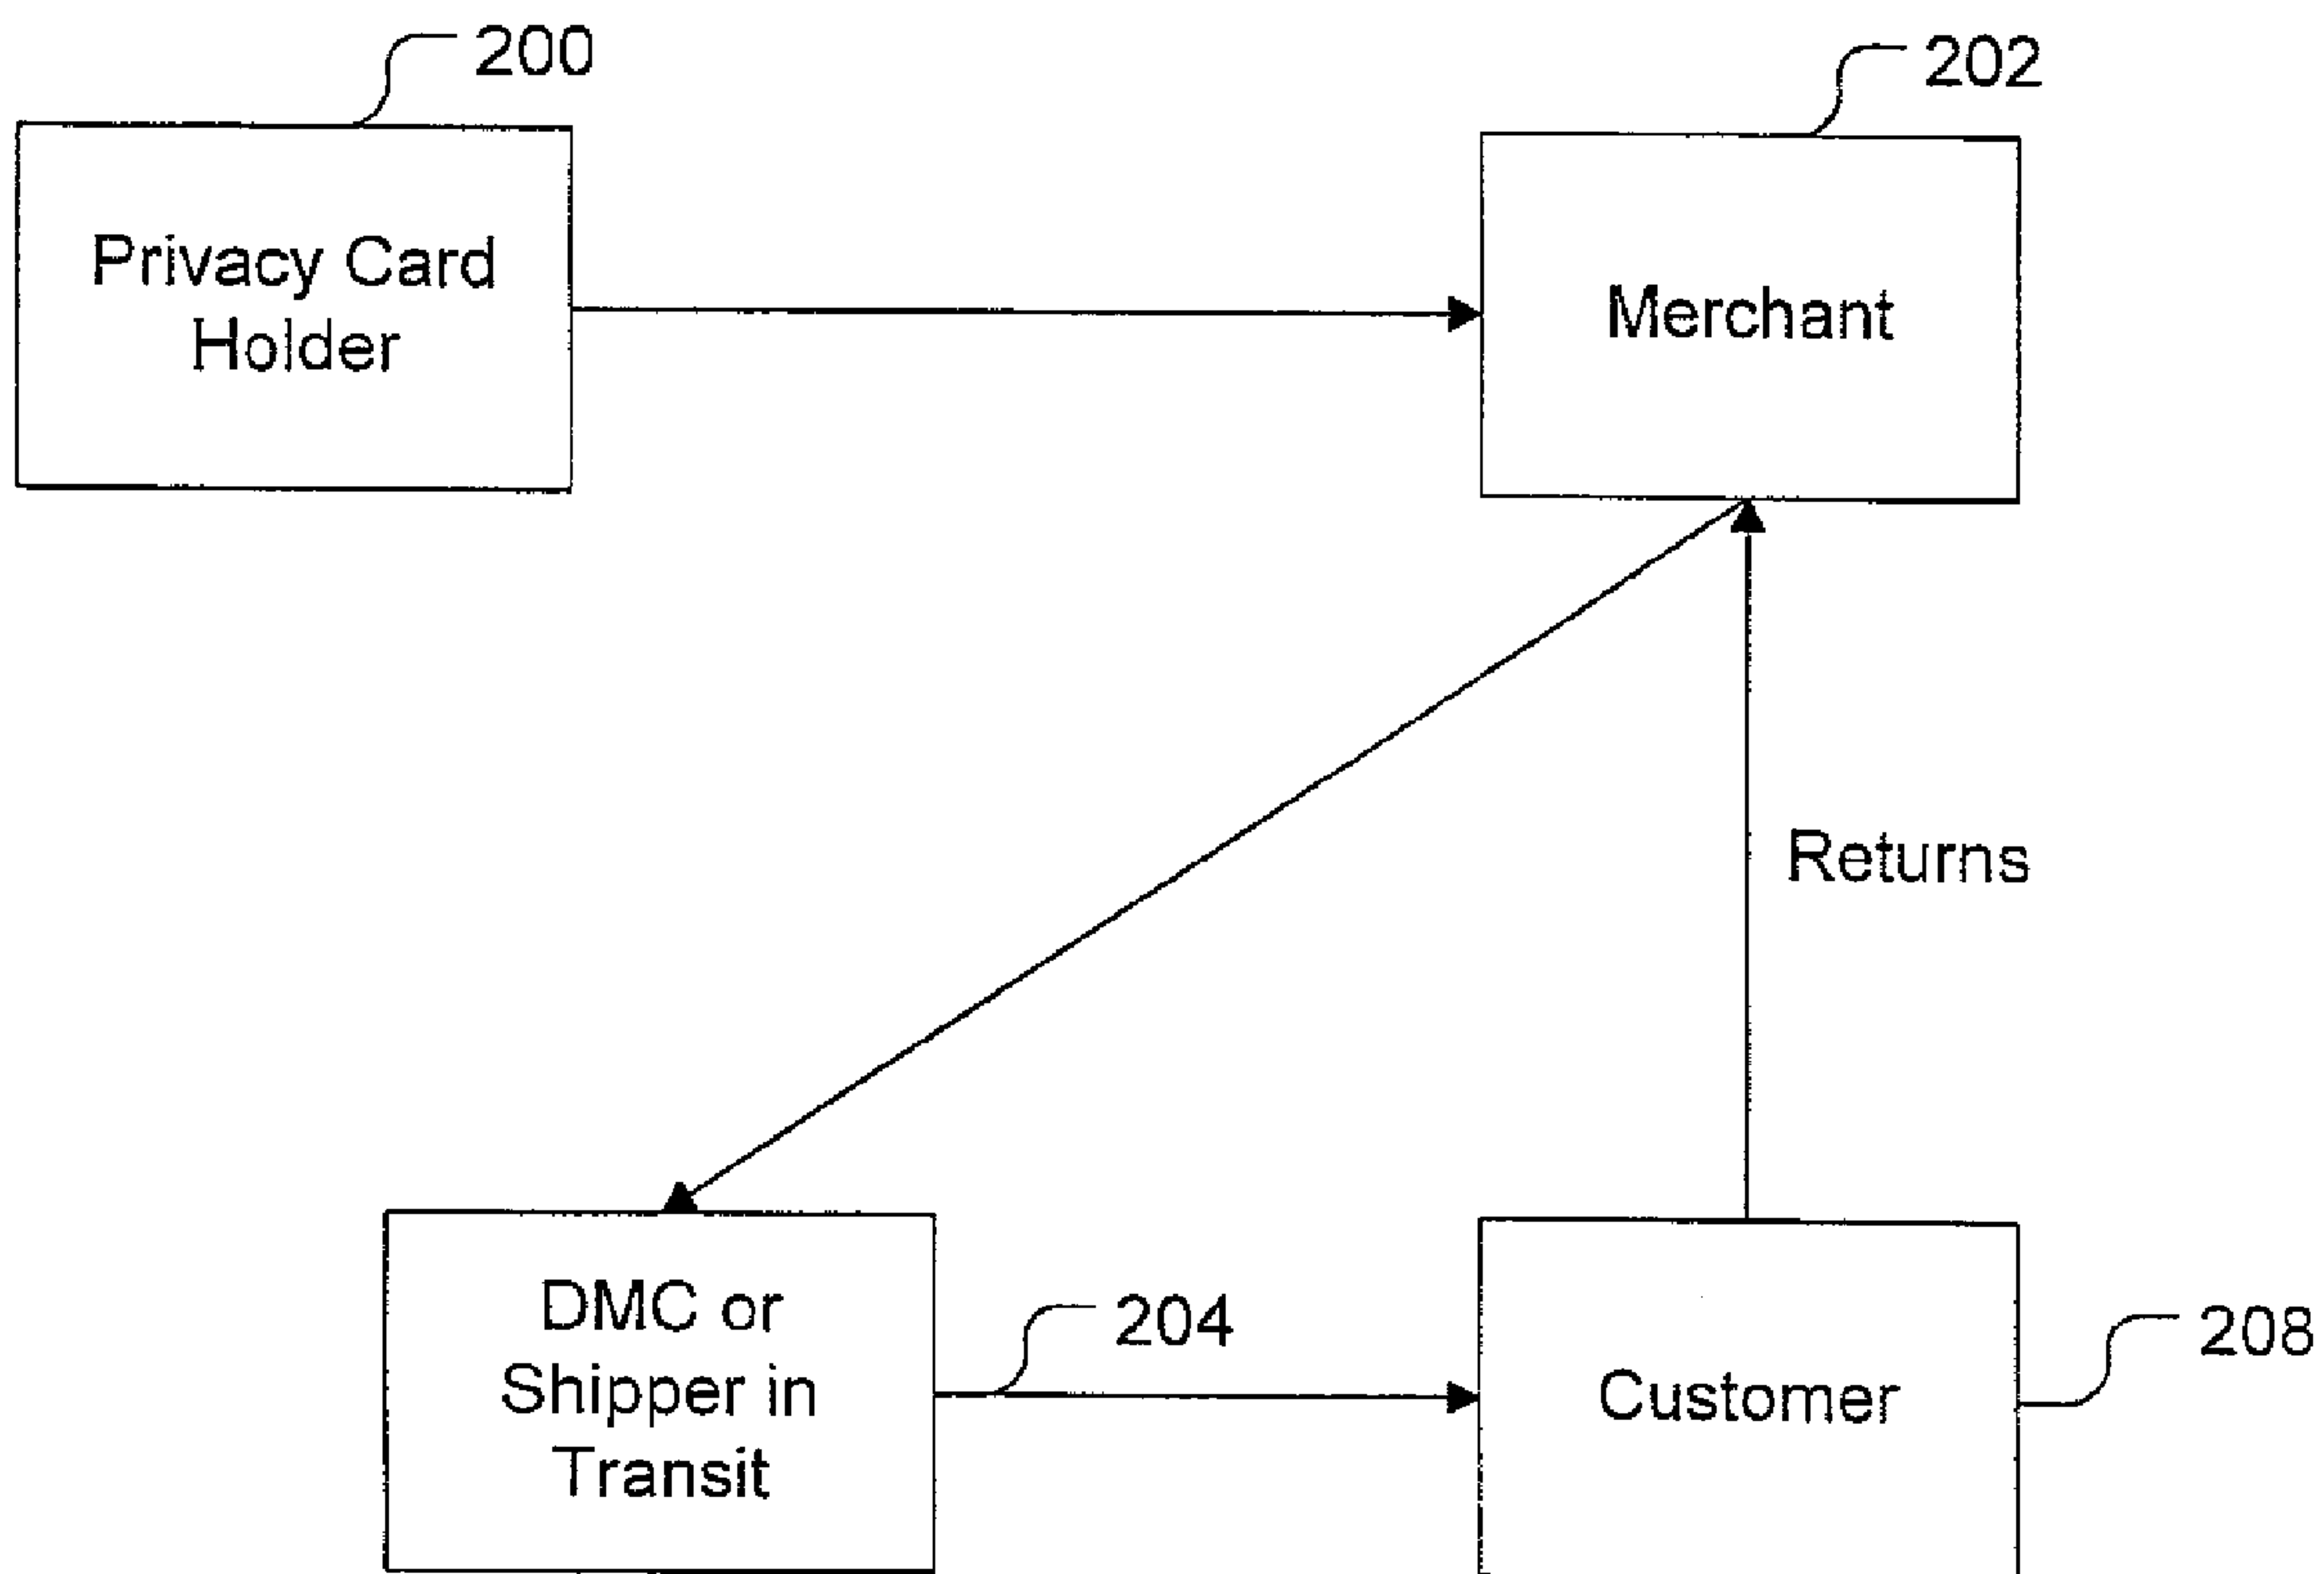 200
202
Privacy Card
Holder
Merchant
Returns
DMC or
Shipper in
Transit
204
Customer
208